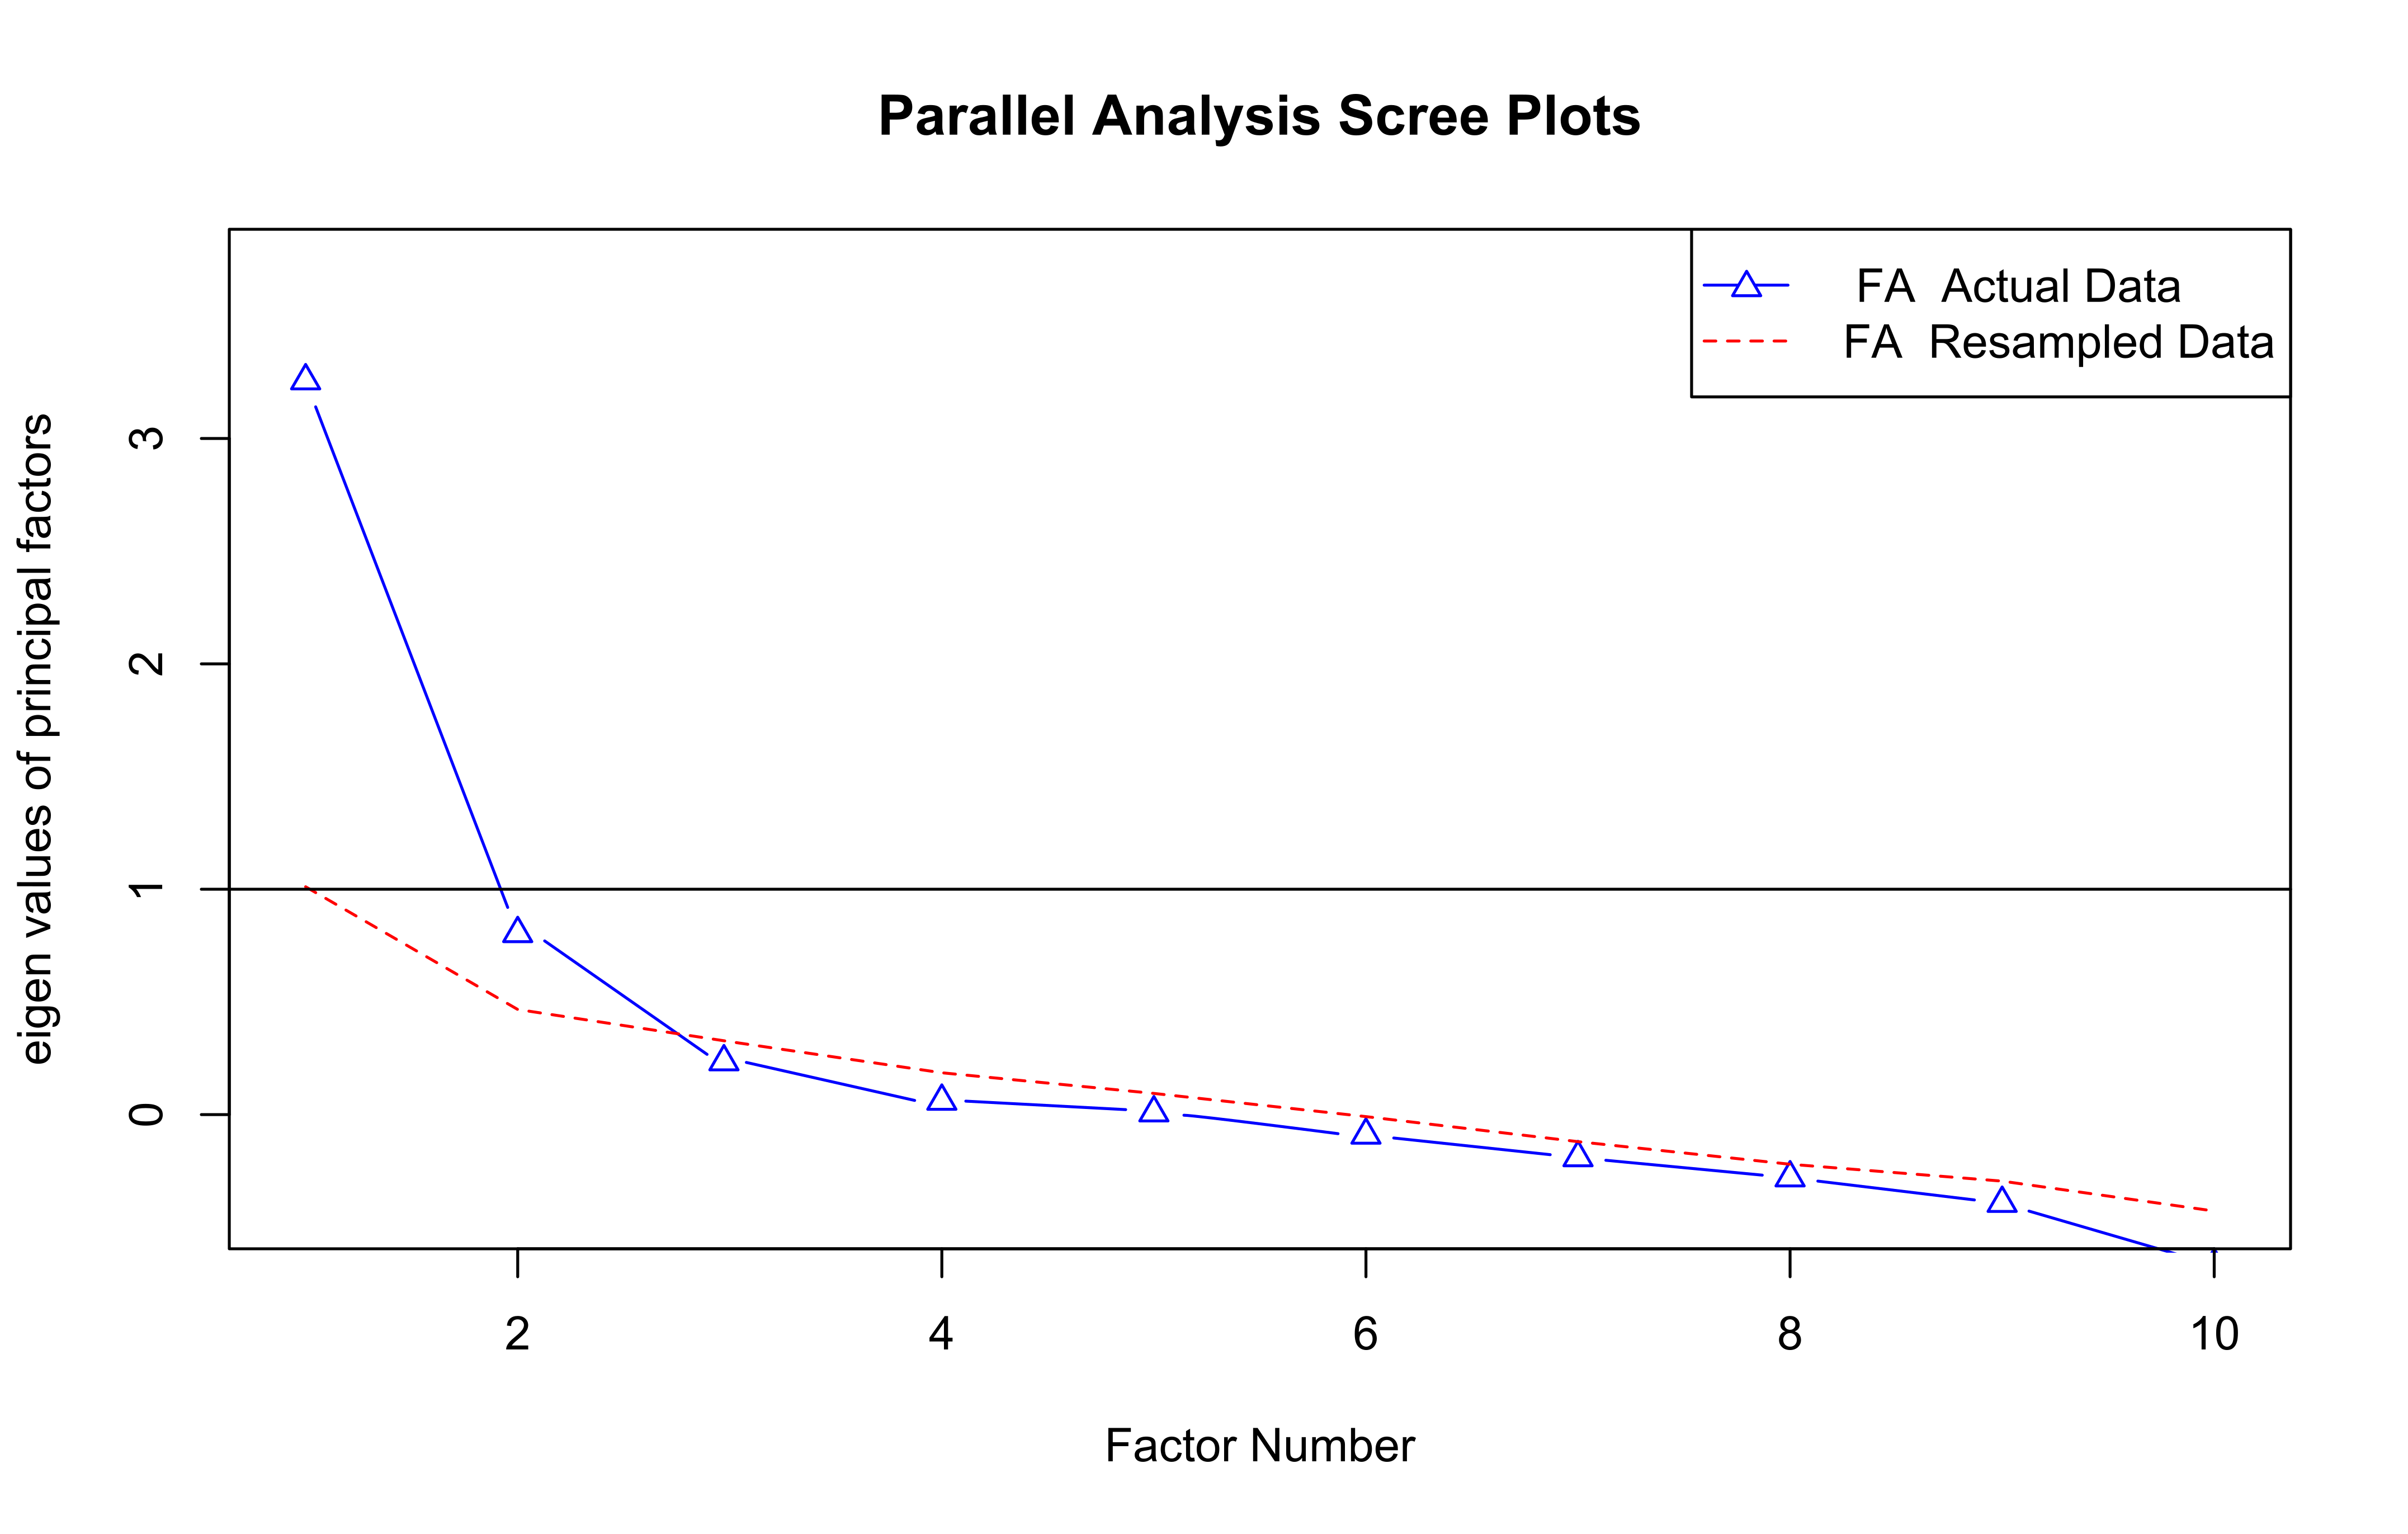 Parallel Analysis Scree Plots
FA Actual Data
FA Resampled Data
eigen values of principal factors
3
2
1
0
2 4 6 8 10
Factor Number